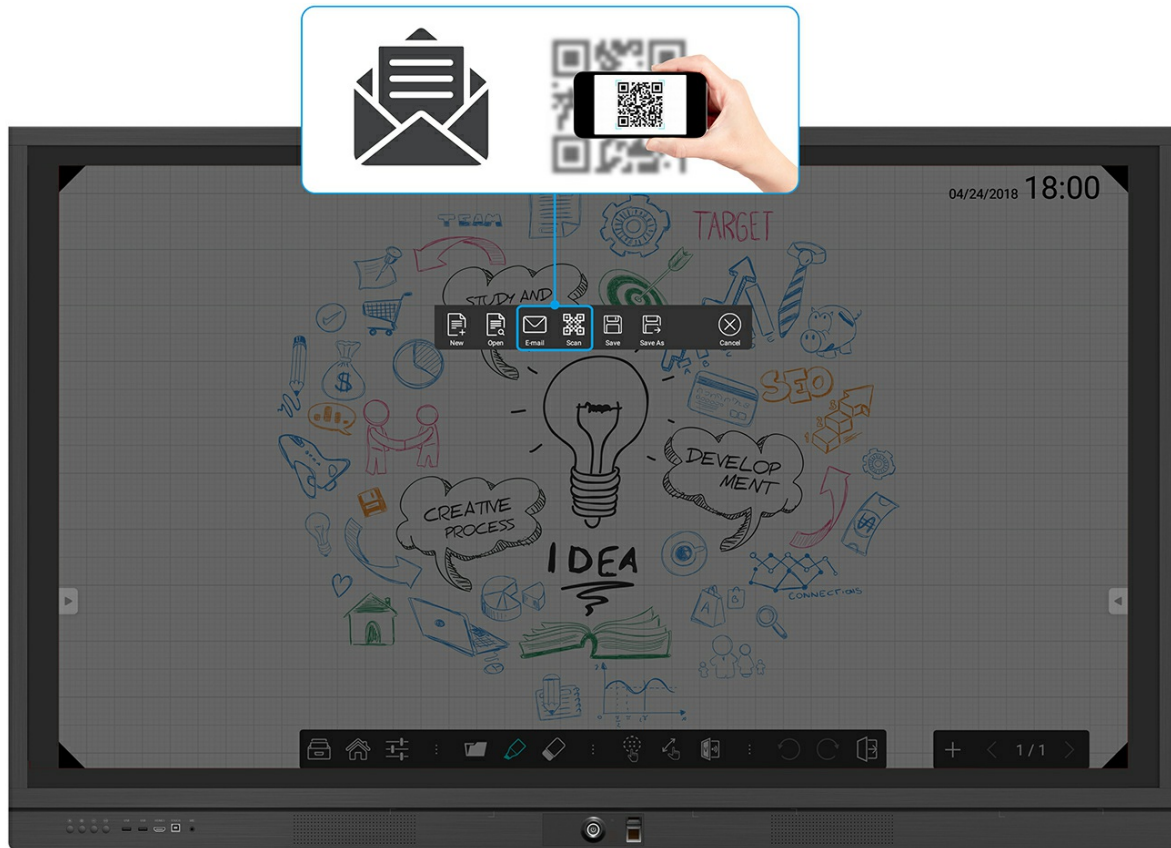 04/24/2018 18:00
TEAM
TARGET
STUDY AND
New
Open
E-mail
Scan
Save
Save As
Cancel
SEO
DEVELOP
MENT
CREATIVE
PROCESS
IDEA
CONNECTIONS
A
B
1/1